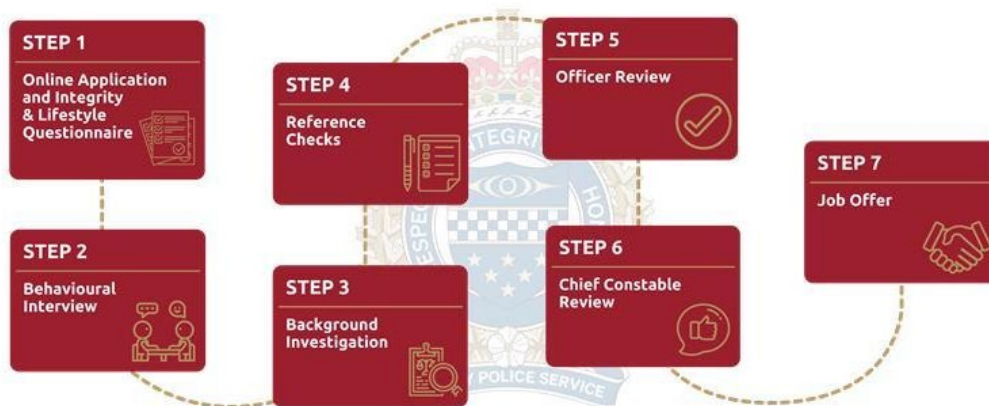 STEP 1
Online Application
and Integrity
& Lifestyle
Questionnaire
STEP 2
Behavioural
Interview
STEP 3
Background
Investigation
STEP 4
Reference
Checks
STEP 5
Officer Review
STEP 6
Chief Constable
Review
STEP 7
Job Offer
POLICE SERVICE